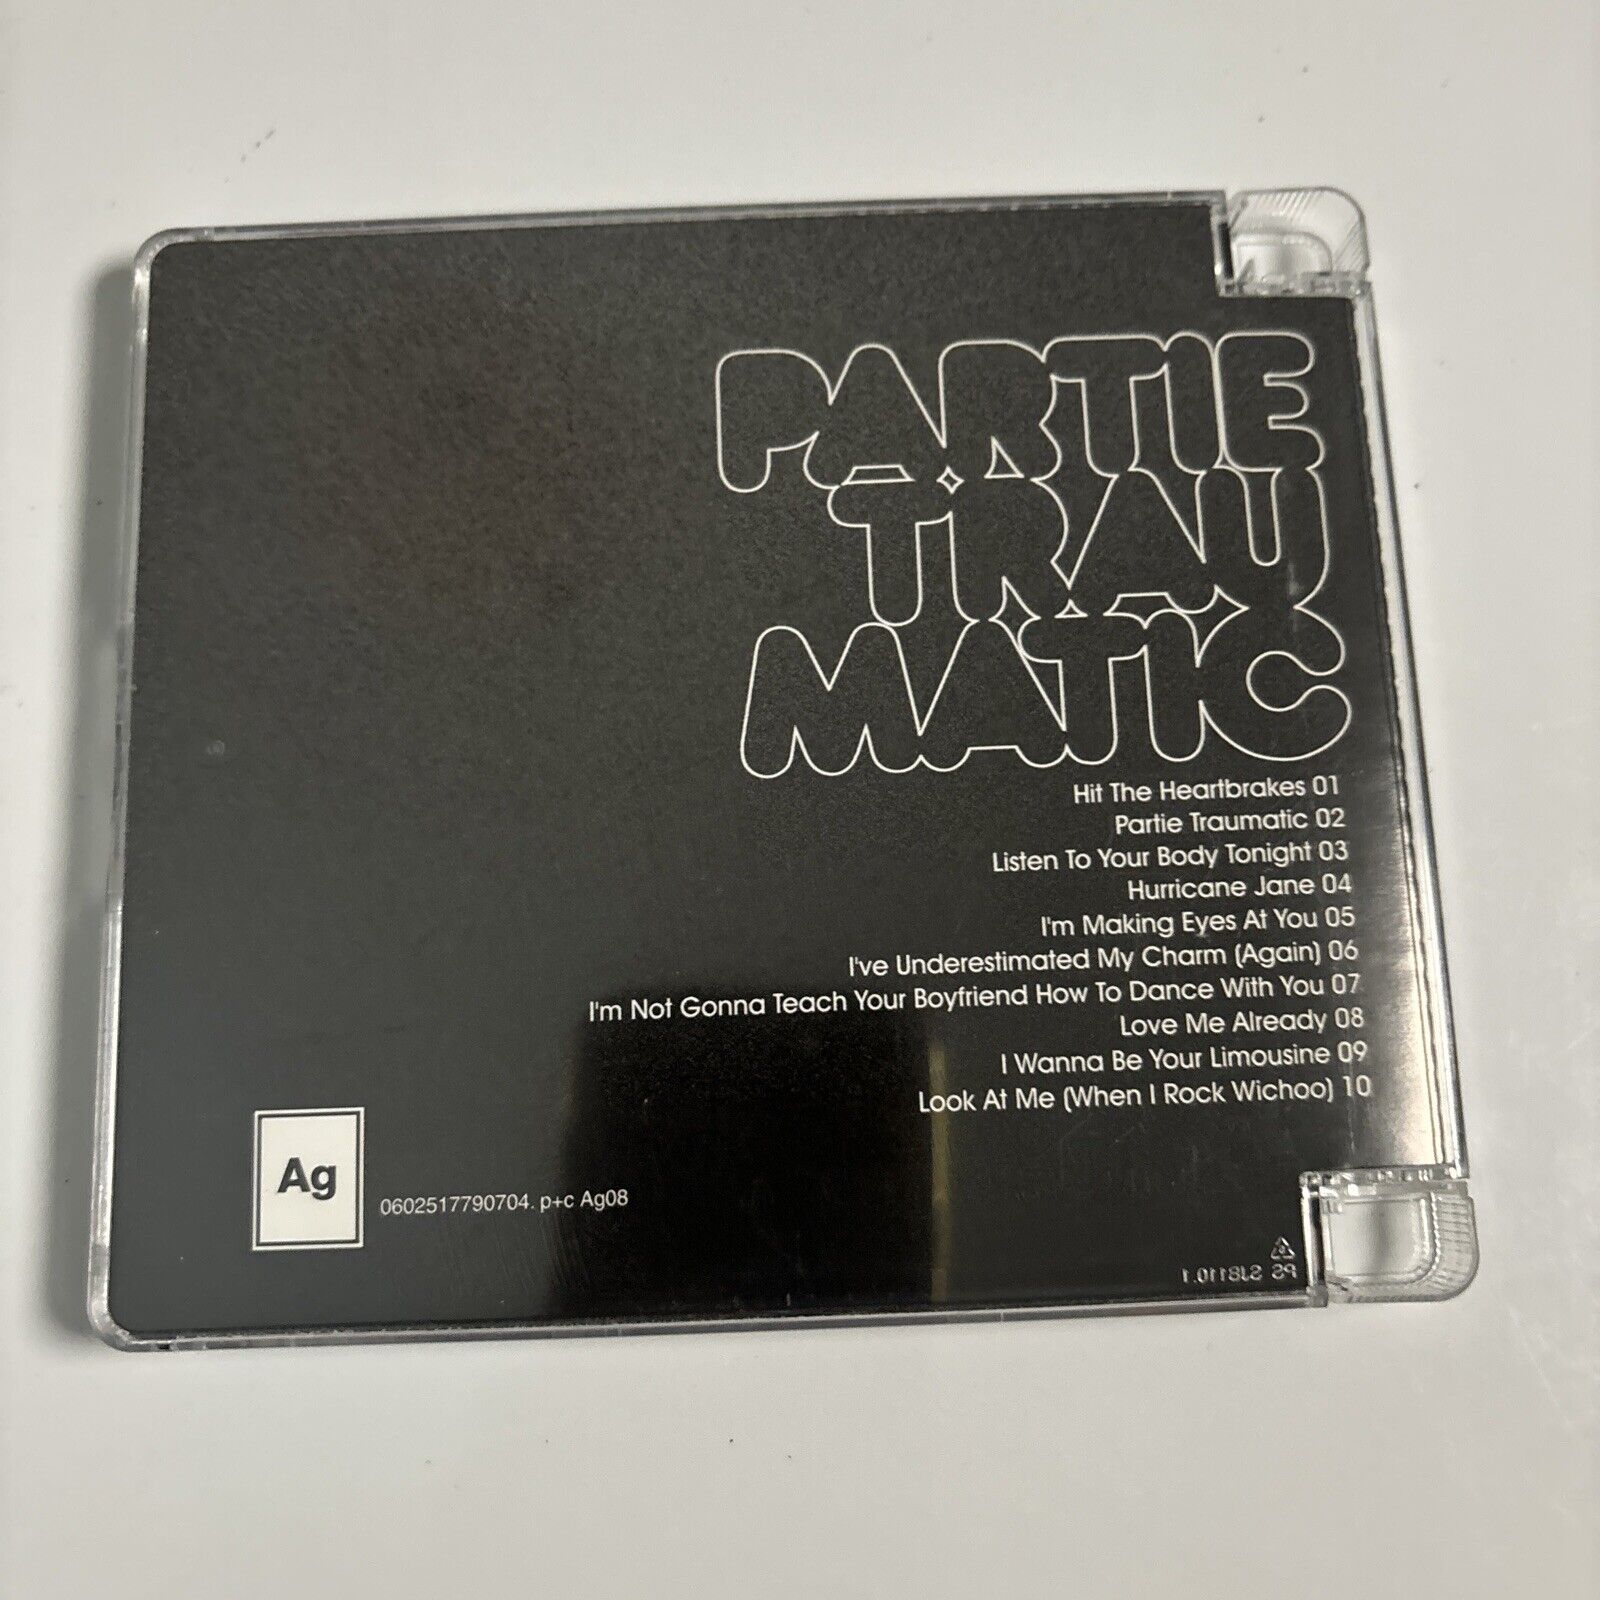 PARTIE
TRAU
MATIC
Hit The Heartbrakes 01
Partie Traumatic 02
Listen To Your Body Tonight 03
Hurricane Jane 04
I'm Making Eyes At You 05
I've Underestimated My Charm (Again) 06
I'm Not Gonna Teach Your Boyfriend How To Dance With You 07
Love Me Already 08
I Wanna Be Your Limousine 09
Look At Me (When I Rock Wichoo) 10
Ag
0602517790704. p+c Ag08